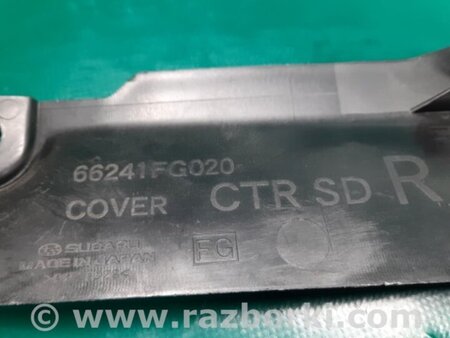 66241FG020
COVER CTR SD R
SUBARU FG
MADE IN JAPAN
© www.razborki.com